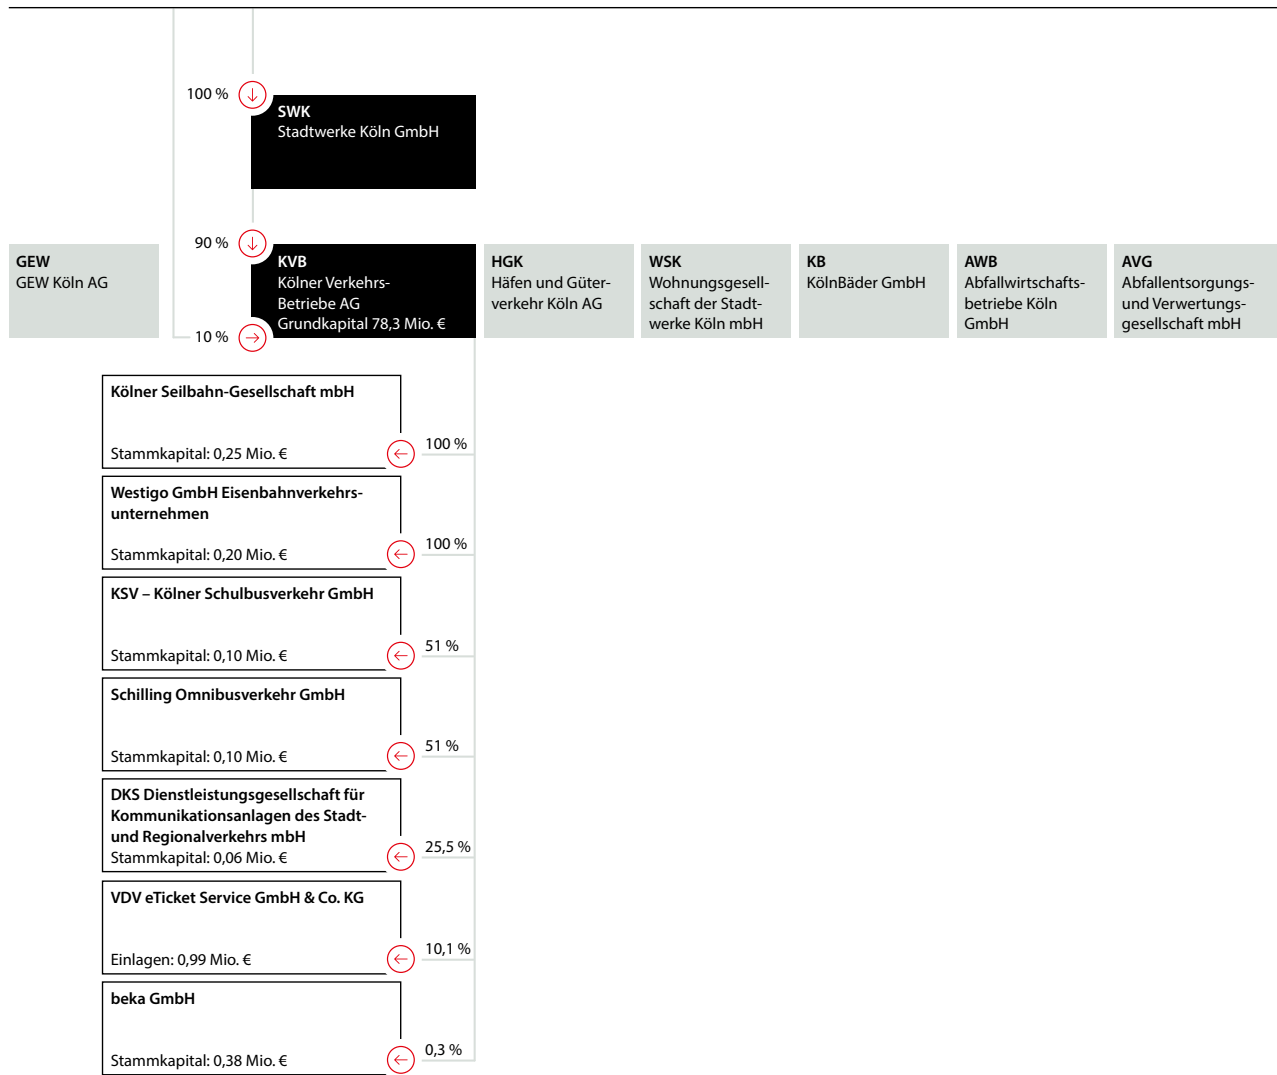 100 %
SWK
Stadtwerke Köln GmbH
90 %
GEW
GEW Köln AG
KVB
Kölner Verkehrs-
Betriebe AG
Grundkapital 78,3 Mio. €
10 %
HGK
Häfen und Güter-
verkehr Köln AG
WSK
Wohnungsgesell-
schaft der Stadt-
werke Köln mbH
KB
KölnBäder GmbH
AWB
Abfallwirtschafts-
betriebe Köln
GmbH
AVG
Abfallentsorgungs-
und Verwertungs-
gesellschaft mbH
Kölner Seilbahn-Gesellschaft mbH
Stammkapital: 0,25 Mio. €
100 %
Westigo GmbH Eisenbahnverkehrs-
unternehmen
Stammkapital: 0,20 Mio. €
100 %
KSV – Kölner Schulbusverkehr GmbH
Stammkapital: 0,10 Mio. €
51 %
Schilling Omnibusverkehr GmbH
Stammkapital: 0,10 Mio. €
51 %
DKS Dienstleistungsgesellschaft für
Kommunikationsanlagen des Stadt-
und Regionalverkehrs mbH
Stammkapital: 0,06 Mio. €
25,5 %
VDV eTicket Service GmbH & Co. KG
Einlagen: 0,99 Mio. €
10,1 %
beka GmbH
Stammkapital: 0,38 Mio. €
0,3 %